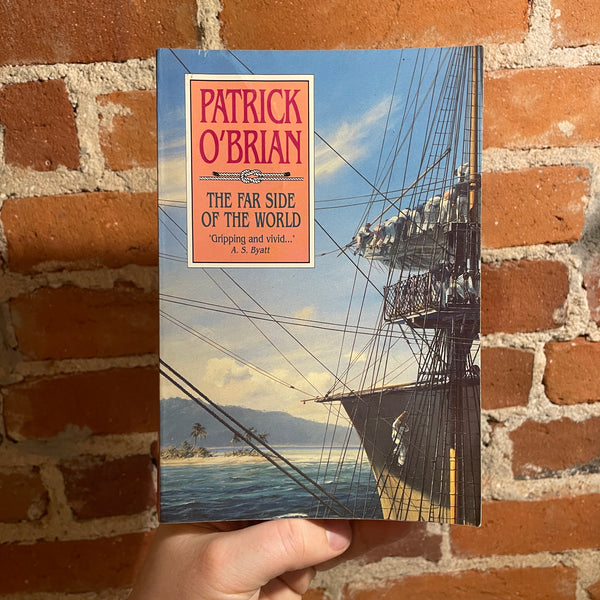 PATRICK
O'BRIAN
THE FAR SIDE
OF THE WORLD
'Gripping and vivid...'
A. S. Byatt